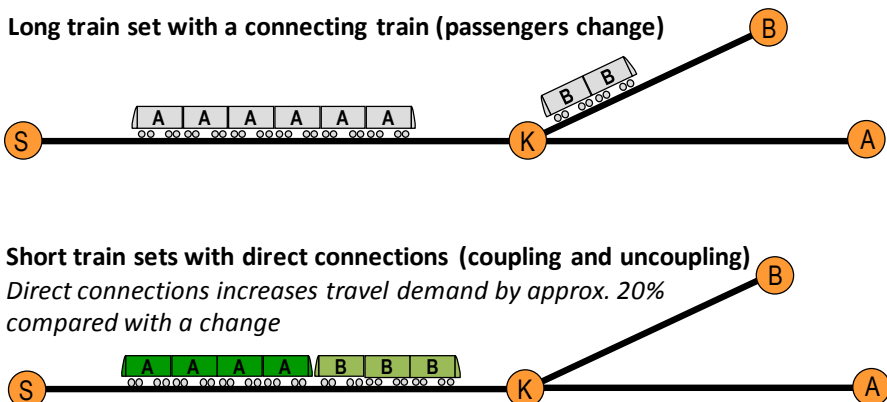 Long train set with a connecting train (passengers change)
B
A A A A A A
B B
S
K
A
Short train sets with direct connections (coupling and uncoupling)
Direct connections increases travel demand by approx. 20%
compared with a change
B
A A A A B B B
S
K
A